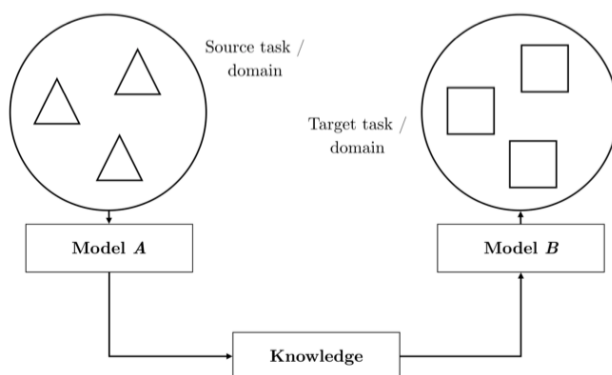 Source task /
domain
Target task /
domain
Model A
Model B
Knowledge